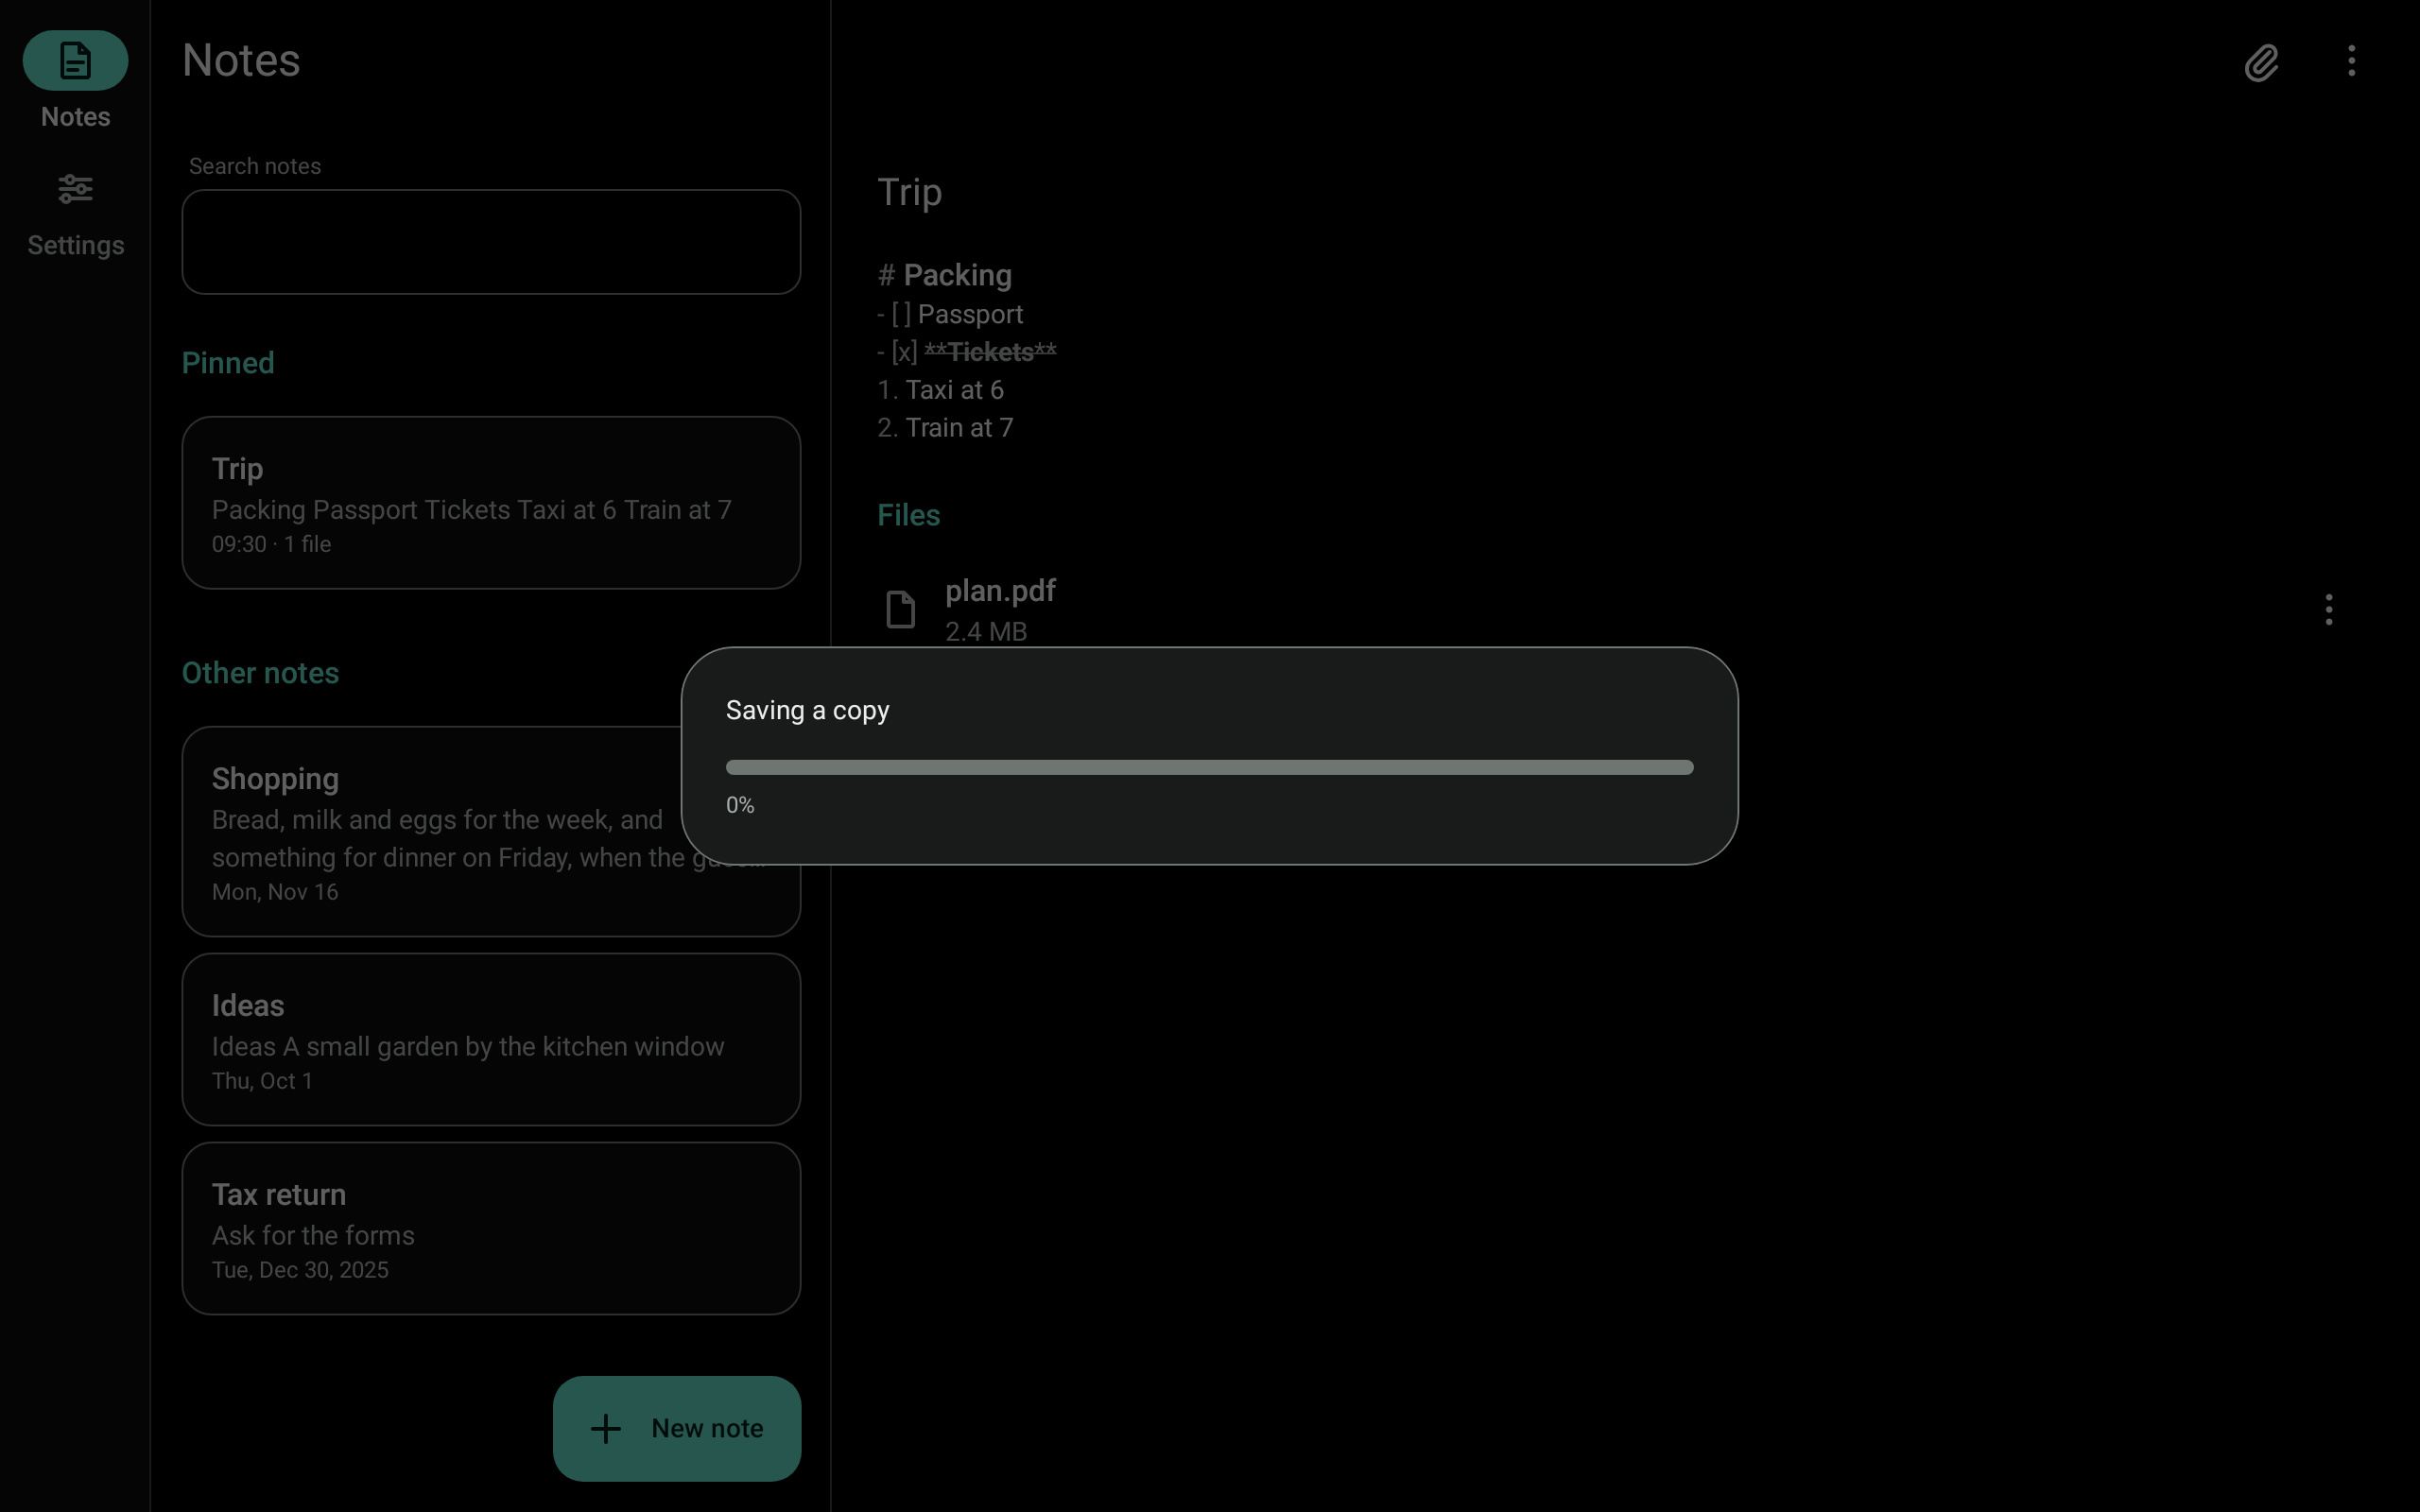 Notes
Settings
Notes
Search notes
Pinned
Trip
Packing Passport Tickets Taxi at 6 Train at 7
09:30 · 1 file
Other notes
Shopping
Bread, milk and eggs for the week, and
something for dinner on Friday, when the
Mon, Nov 16
Ideas
Ideas A small garden by the kitchen window
Thu, Oct 1
Tax return
Ask for the forms
Tue, Dec 30, 2025
New note
Trip
# Packing
- [ ] Passport
- [x] **Tickets**
1. Taxi at 6
2. Train at 7
Files
plan.pdf
2.4 MB
Saving a copy
0%